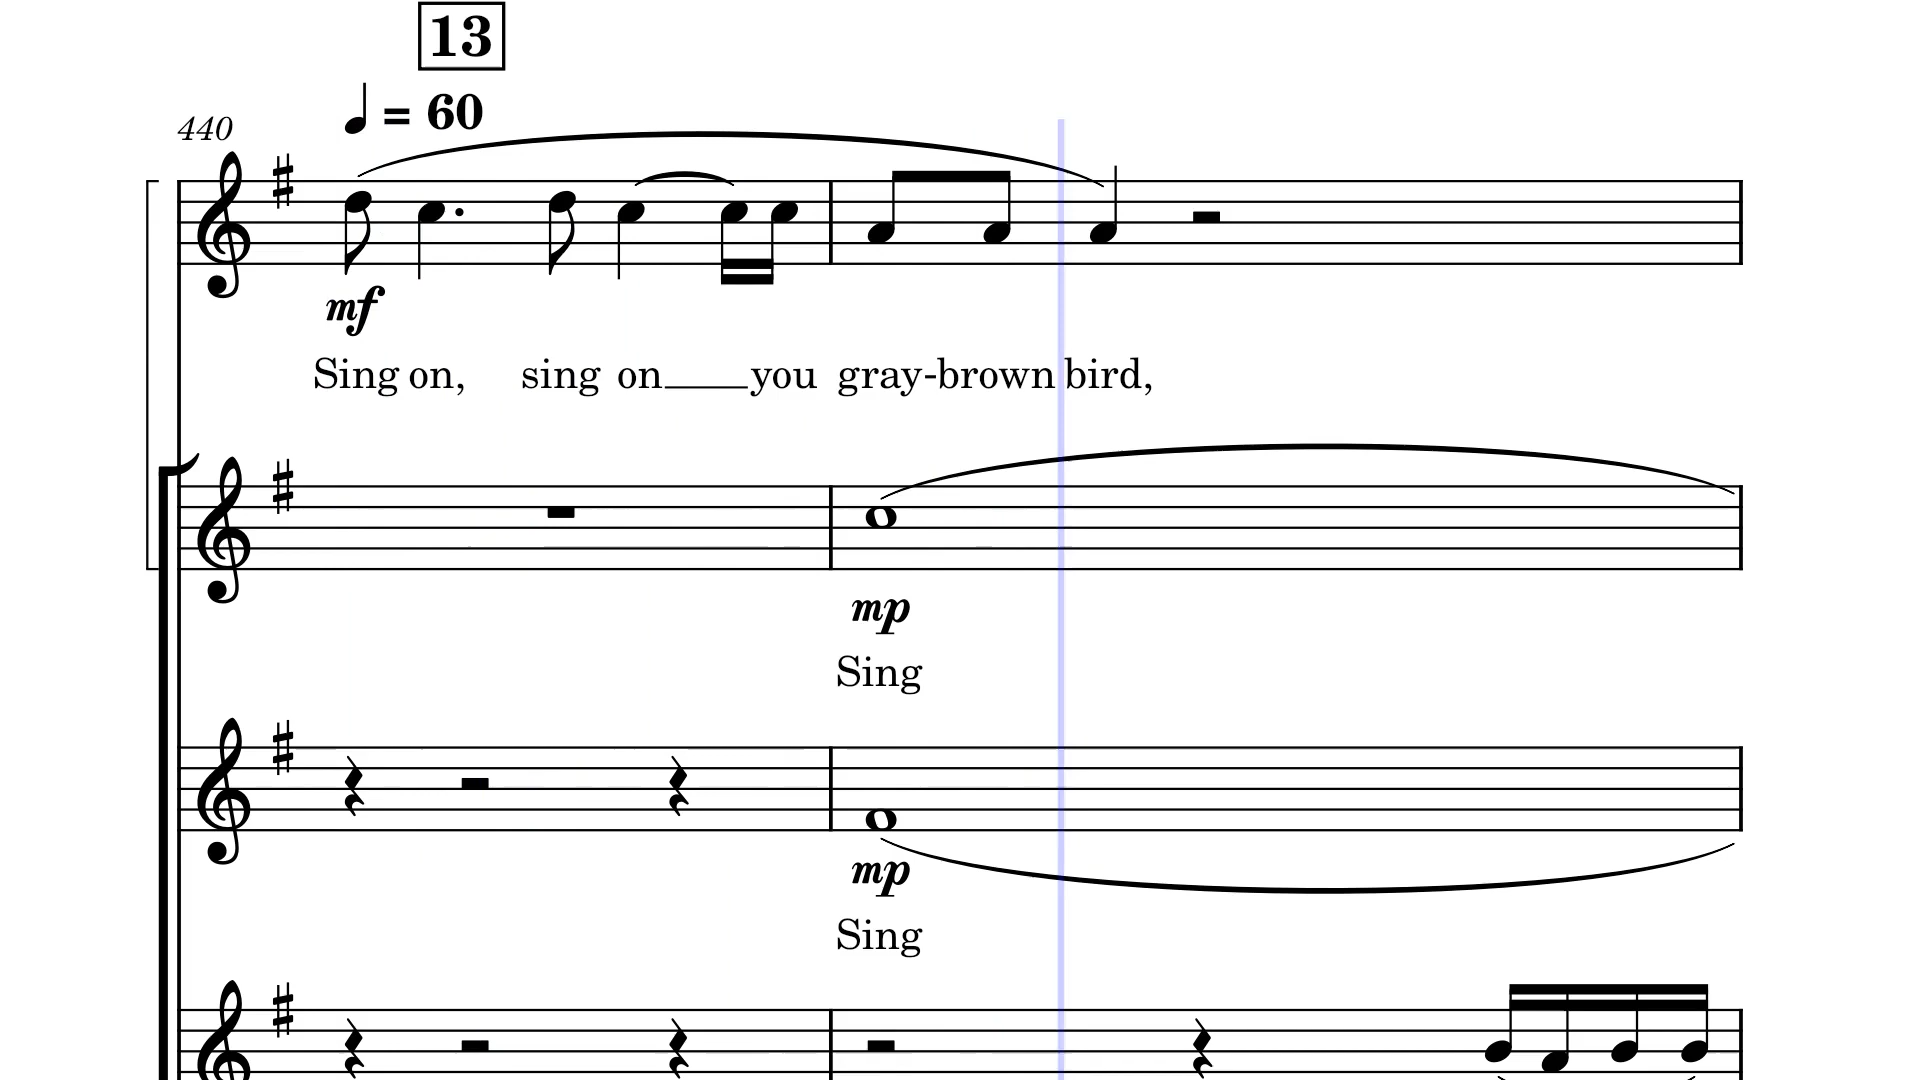 13
= 60
440
mf
Sing on, sing on you gray-brown bird,
mp
Sing
mp
Sing